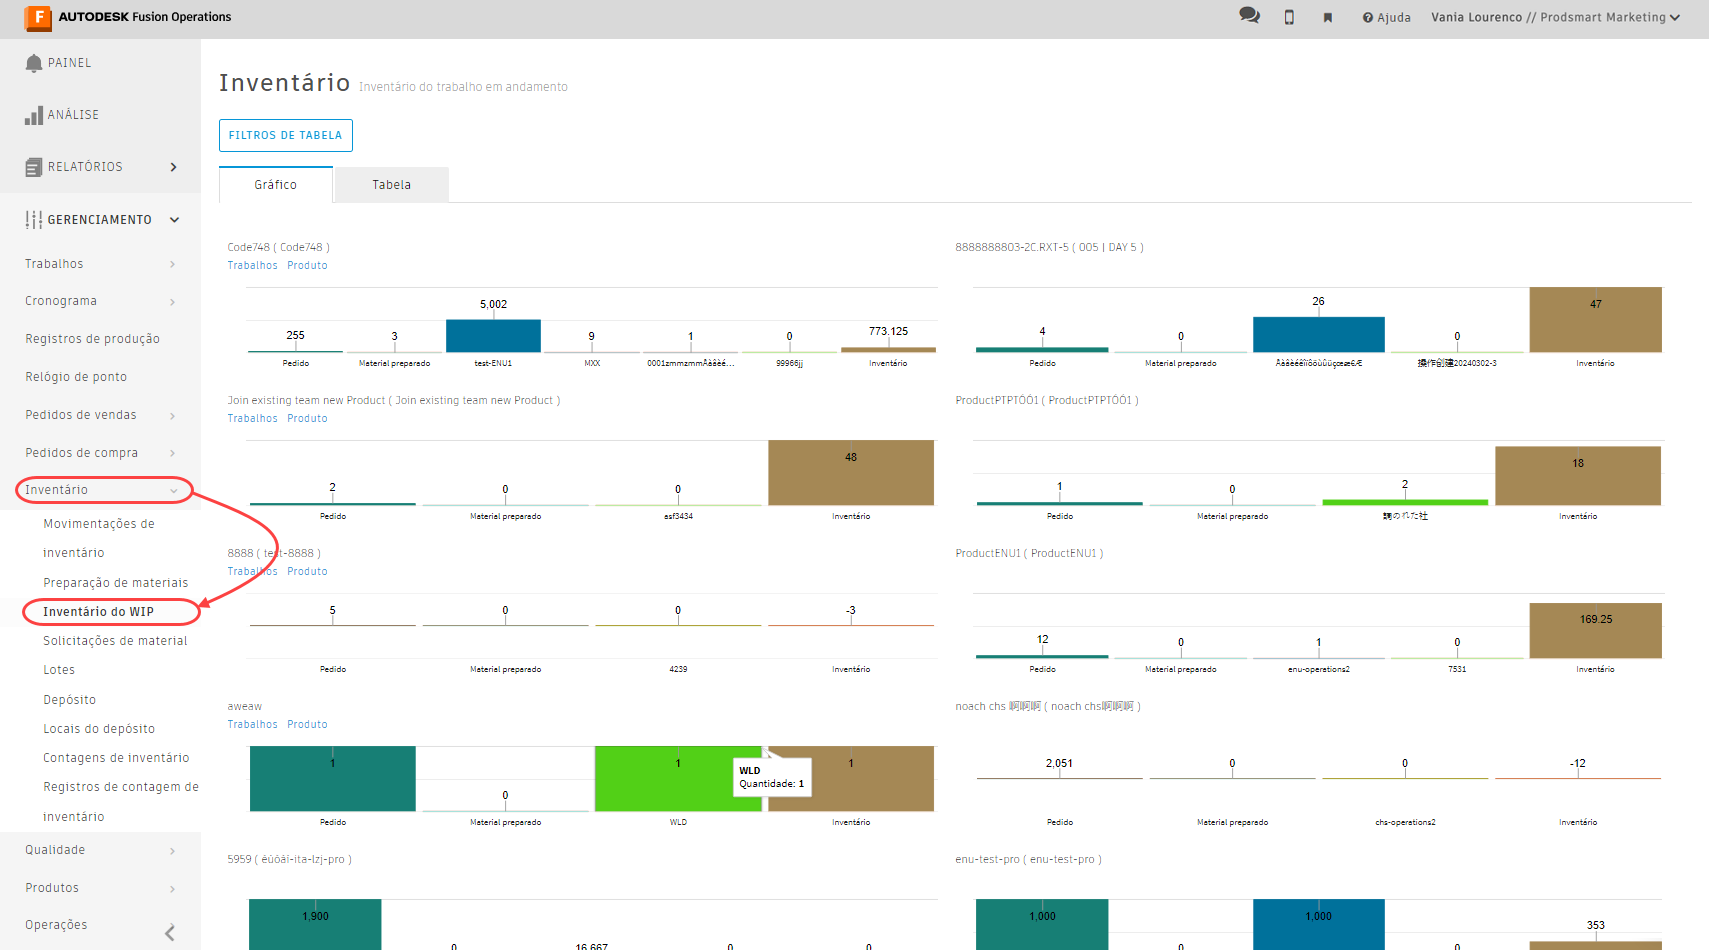 AUTODESK Fusion Operations
Ajuda
Vania Lourenco // Prodsmart Marketing
PAINEL
ANÁLISE
RELATÓRIOS
GERENCIAMENTO
Trabalhos
Cronograma
Registros de produção
Relógio de ponto
Pedidos de vendas
Pedidos de compra
Inventário
Movimentações de
inventário
Preparação de materiais
Inventário do WIP
Solicitações de material
Lotes
Depósito
Locais do depósito
Contagens de inventário
Registros de contagem de
inventário
Qualidade
Produtos
Operações
Inventário Inventário do trabalho em andamento
FILTROS DE TABELA
Gráfico Tabela
Code748 ( Code748 )
Trabalhos Produto
255 3 5,002 9 1 0 773.125
Pedido Material preparado test-ENU1 MXX 0001zmmzmmÄàâèé... 99966jj Inventário
8888888803-2C.RXT-5 ( 005 | DAY 5 )
4 0 26 0 47
Pedido Material preparado 操作创建20240302-3 Inventário
Join existing team new Product ( Join existing team new Product )
Trabalhos Produto
2 0 0 48
Pedido Material preparado asf3434 Inventário
ProductPTPTÓÕ1 ( ProductPTPTÓÕ1 )
1 0 2 18
Pedido Material preparado Inventário
8888 ( test-8888 )
Trabalhos Produto
5 0 0 -3
Pedido Material preparado 4239 Inventário
ProductENU1 ( ProductENU1 )
12 0 1 0 169.25
Pedido Material preparado enu-operations2 7531 Inventário
aweaw
Trabalhos Produto
1 0 1 1
WLD
Quantidade: 1
Pedido Material preparado WLD Inventário
noach chs 啊啊啊 ( noach chs啊啊啊 )
2,051 0 0 -12
Pedido Material preparado chs-operations2 Inventário
5959 ( éúôáí-ita-lzj-pro )
1,900 0 16,667 0 0
enu-test-pro ( enu-test-pro )
1,000 0 1,000 0 353